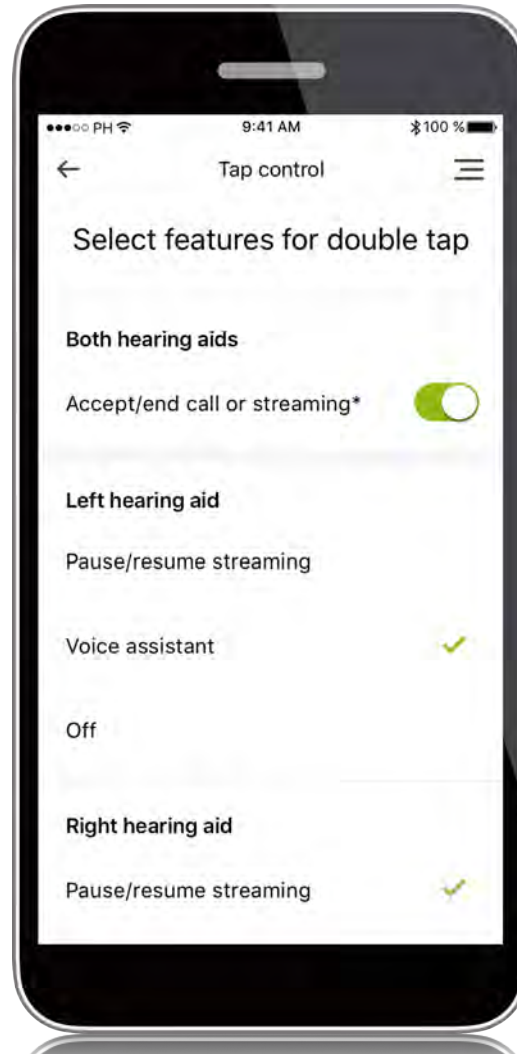 PH 9:41 AM 100 %
Tap control
Select features for double tap
Both hearing aids
Accept/end call or streaming*
Left hearing aid
Pause/resume streaming
Voice assistant
Off
Right hearing aid
Pause/resume streaming